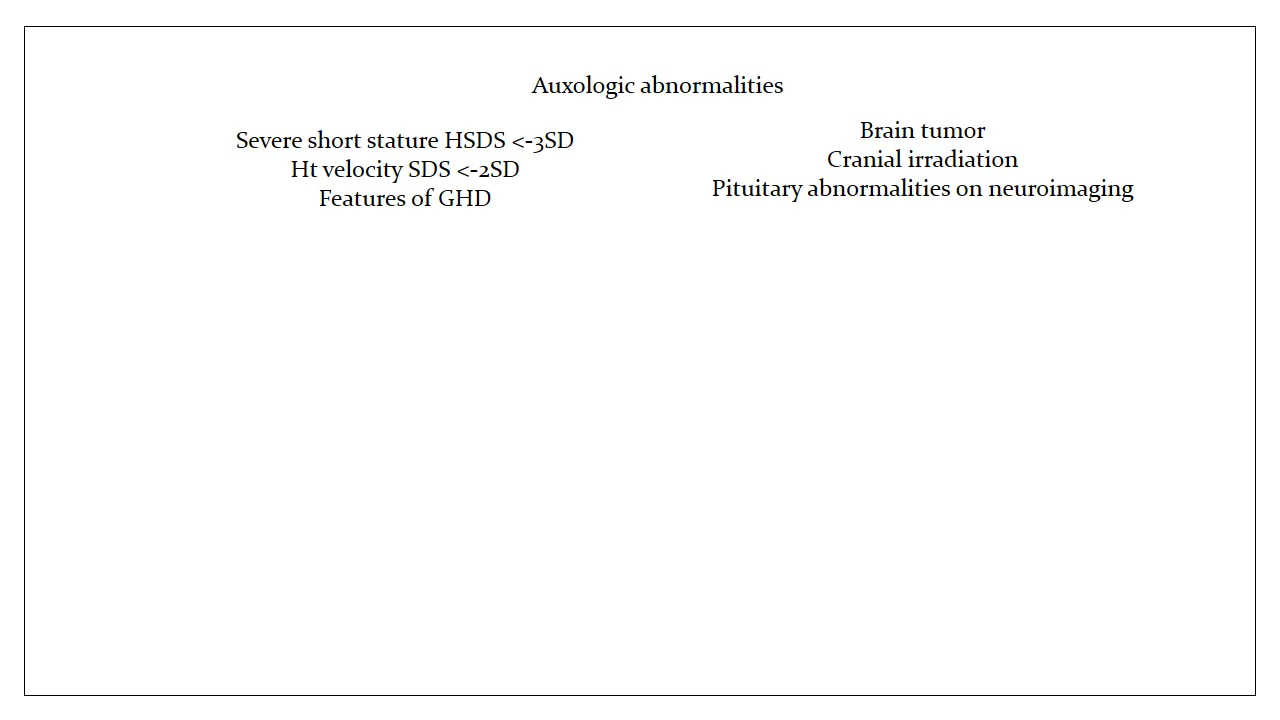 Auxologic abnormalities
Severe short stature HSDS <-3SD
Ht velocity SDS <-2SD
Features of GHD
Brain tumor
Cranial irradiation
Pituitary abnormalities on neuroimaging